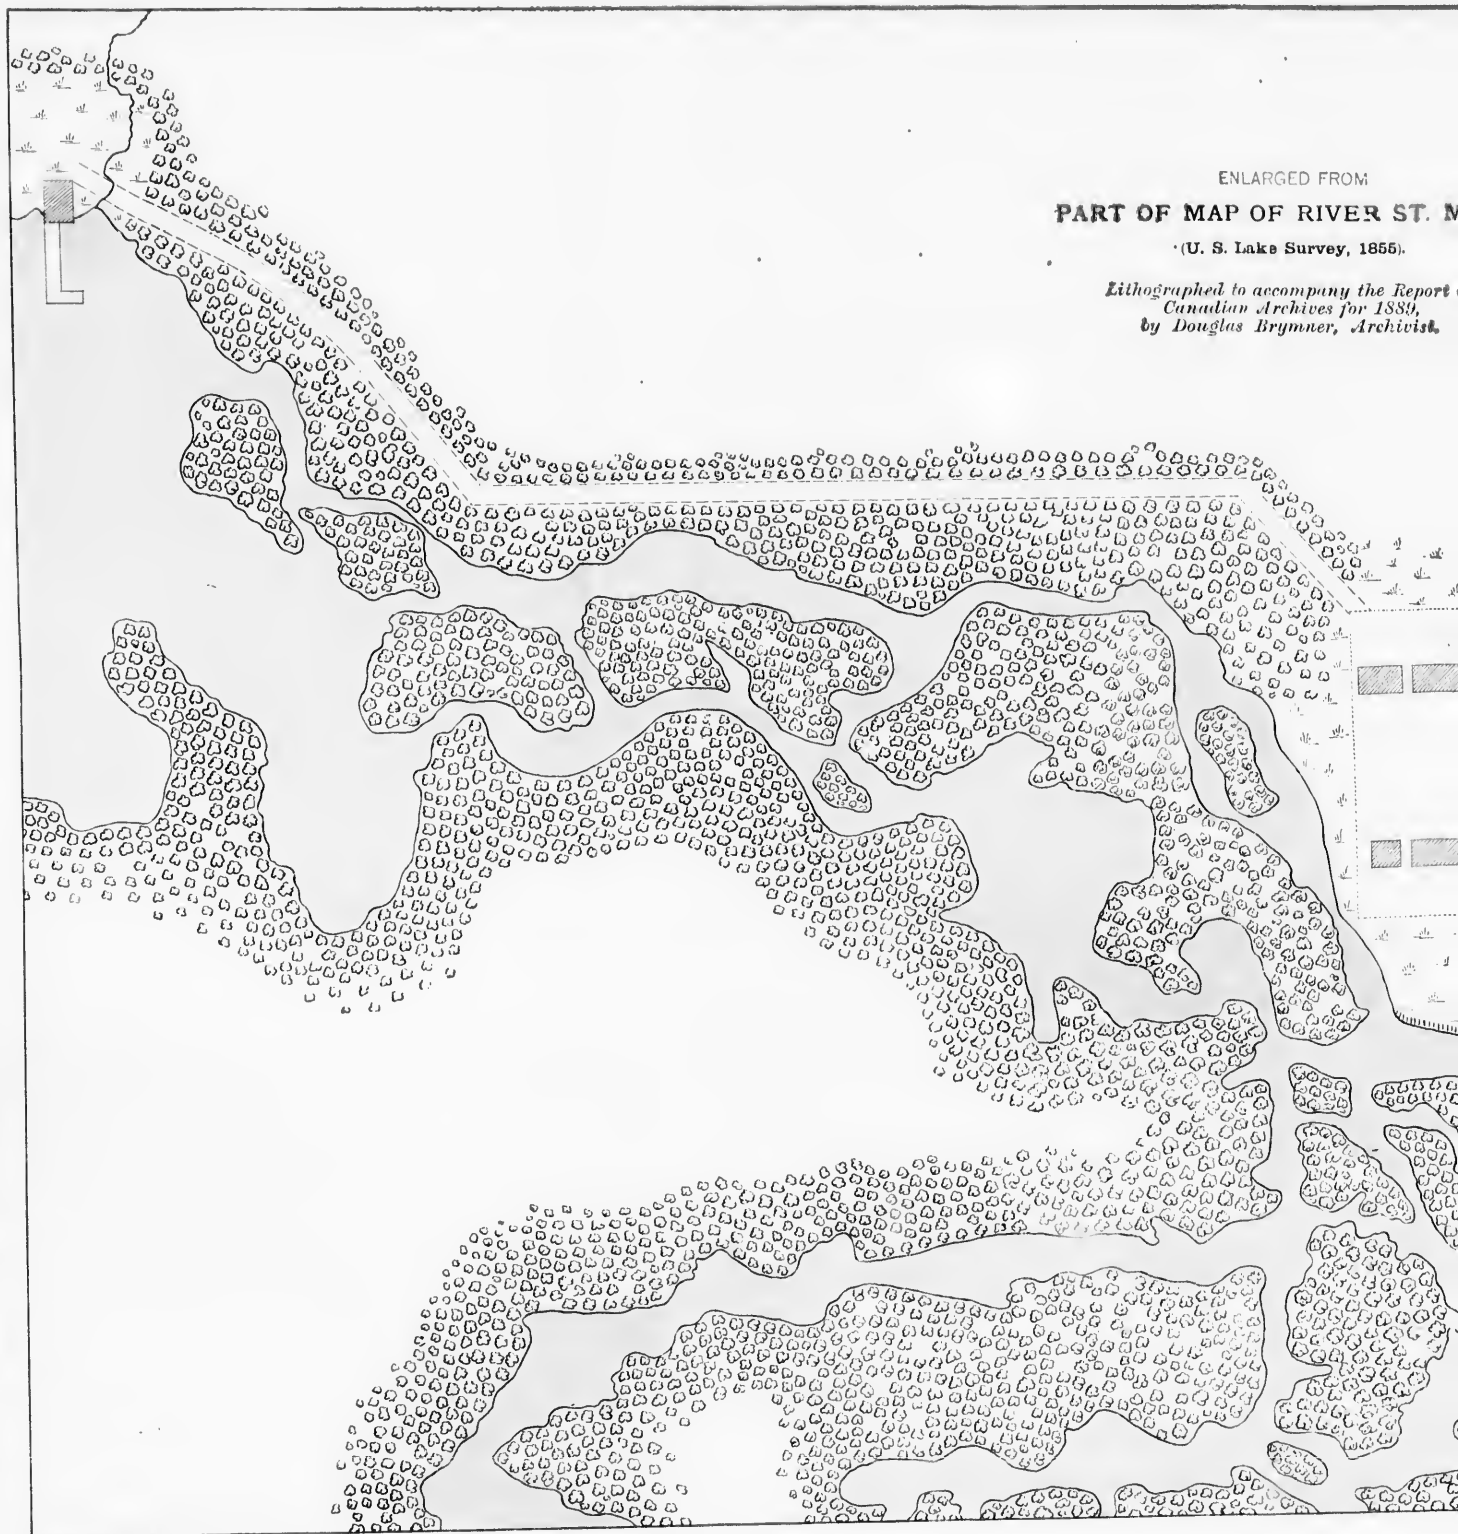 ENLARGED FROM
PART OF MAP OF RIVER ST. M
(U. S. Lake Survey, 1855).
Lithographed to accompany the Report
Canadian Archives for 1889,
by Douglas Brymner, Archivist.